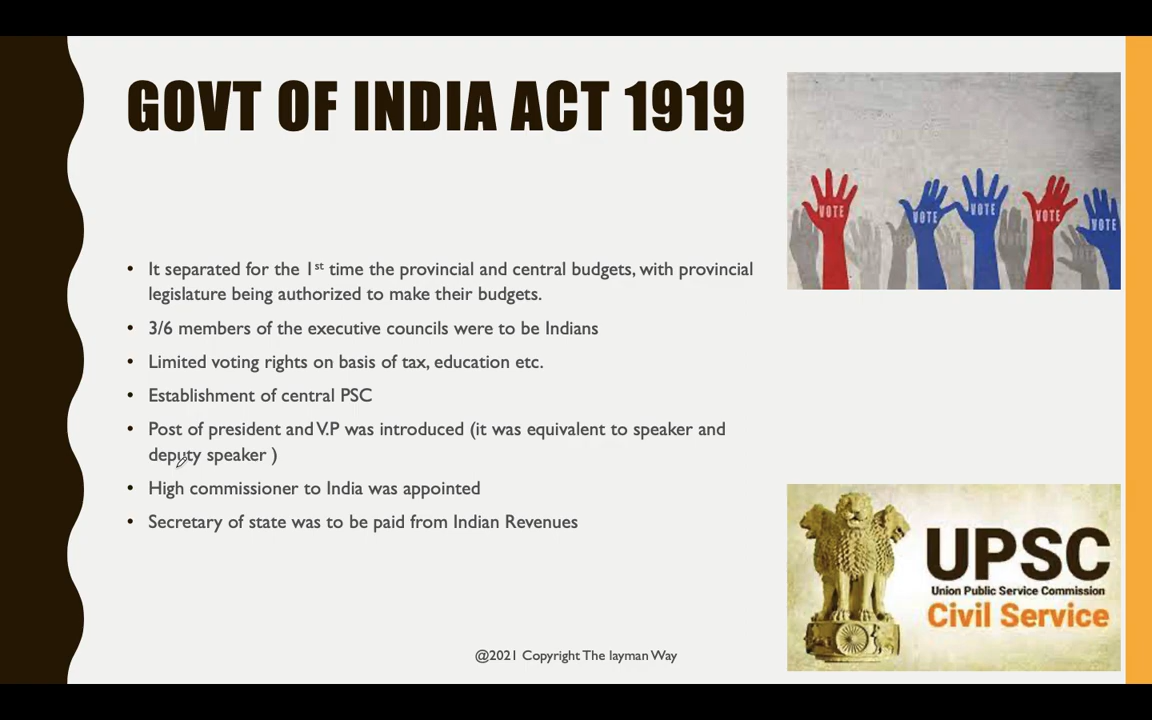 GOVT OF INDIA ACT 1919
VOTE
VOTE
VOTE
VOTE
VOTE
• It separated for the 1st time the provincial and central budgets, with provincial
legislature being authorized to make their budgets.
• 3/6 members of the executive councils were to be Indians
• Limited voting rights on basis of tax, education etc.
• Establishment of central PSC
• Post of president and V.P was introduced (it was equivalent to speaker and
deputy speaker )
• High commissioner to India was appointed
• Secretary of state was to be paid from Indian Revenues
UPSC
Union Public Service Commission
Civil Service
@2021 Copyright The layman Way